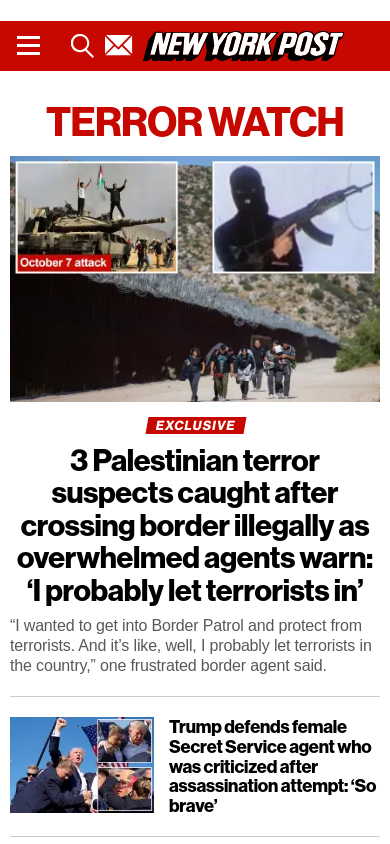 NEW YORK POST
TERROR WATCH
October 7 attack
EXCLUSIVE
3 Palestinian terror
suspects caught after
crossing border illegally as
overwhelmed agents warn:
‘I probably let terrorists in’
“I wanted to get into Border Patrol and protect from
terrorists. And it’s like, well, I probably let terrorists in
the country,” one frustrated border agent said.
Trump defends female
Secret Service agent who
was criticized after
assassination attempt: ‘So
brave’